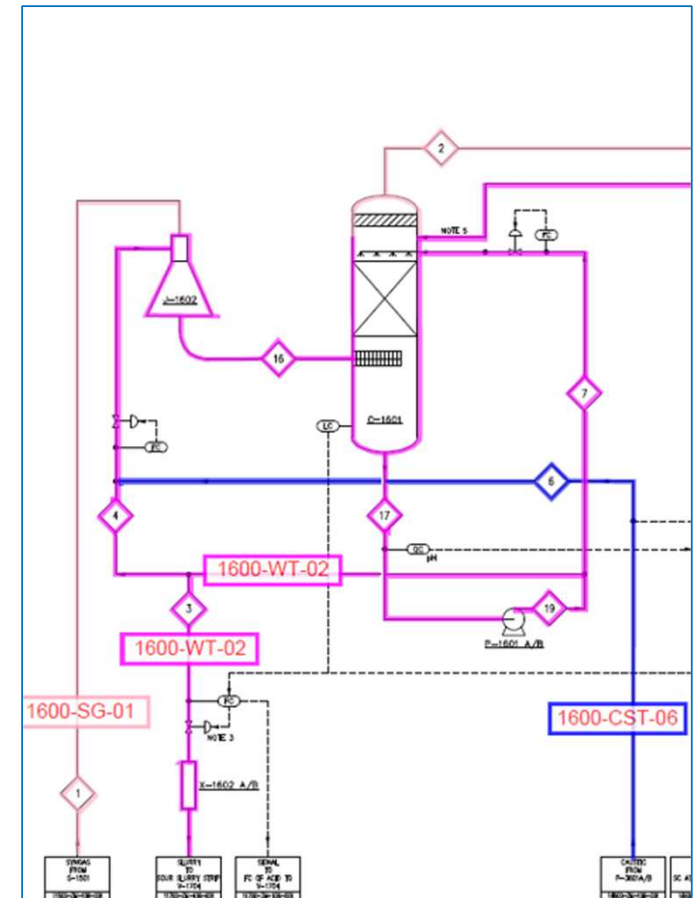 2
NOTE 5
FC
J-1602
16
7
C-1601
LC
FC
6
4
17
QC
pH
1600-WT-02
3
19
1600-WT-02
P-1601 A/B
FC
1600-SG-01
1600-CST-06
NOTE 3
X-1602 A/B
1
SYNGAS
FROM
SLURRY
TO
SOUR SLURRY STRIP
V-1704
SIGNAL
TO
FC OF ACID TO
V-1704
CAUSTIC
FROM